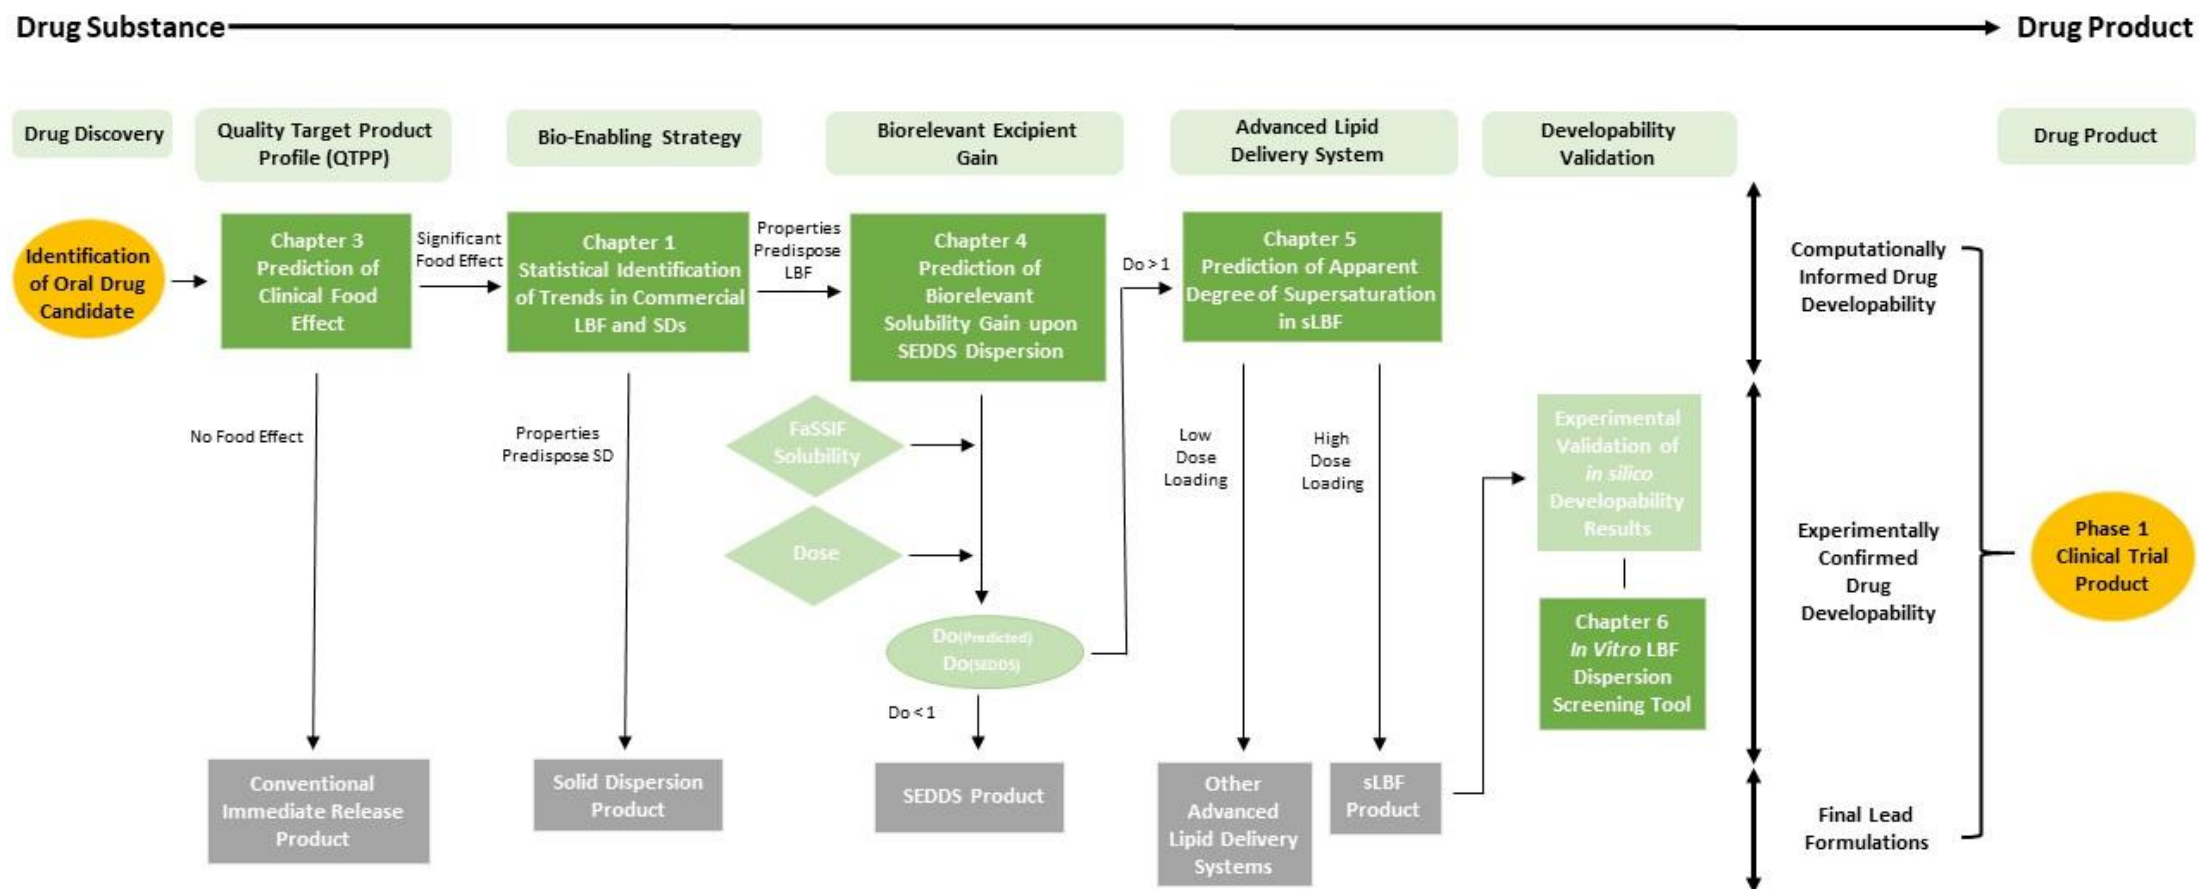 Drug Substance
Drug Product
Drug Discovery
Quality Target Product
Profile (QTPP)
Bio-Enabling Strategy
Biorelevant Excipient
Gain
Advanced Lipid
Delivery System
Developability
Validation
Drug Product
Identification
of Oral Drug
Candidate
Chapter 3
Prediction of
Clinical Food
Effect
Significant
Food Effect
Chapter 1
Statistical Identification
of Trends in Commercial
LBF and SDs
Properties
Predispose
LBF
Chapter 4
Prediction of
Biorelevant
Solubility Gain upon
SEDDS Dispersion
Do > 1
Chapter 5
Prediction of Apparent
Degree of Supersaturation
in sLBF
Computationally
Informed Drug
Developability
No Food Effect
Properties
Predispose SD
FaSSIF
Solubility
Dose
Low
Dose
Loading
High
Dose
Loading
Experimental
Validation of
in silico
Developability
Results
Experimentally
Confirmed
Drug
Developability
Phase 1
Clinical Trial
Product
Do(Predicted)
Do(SEDDS)
Do < 1
Chapter 6
In Vitro LBF
Dispersion
Screening Tool
Conventional
Immediate Release
Product
Solid Dispersion
Product
SEDDS Product
Other
Advanced
Lipid Delivery
Systems
sLBF
Product
Final Lead
Formulations